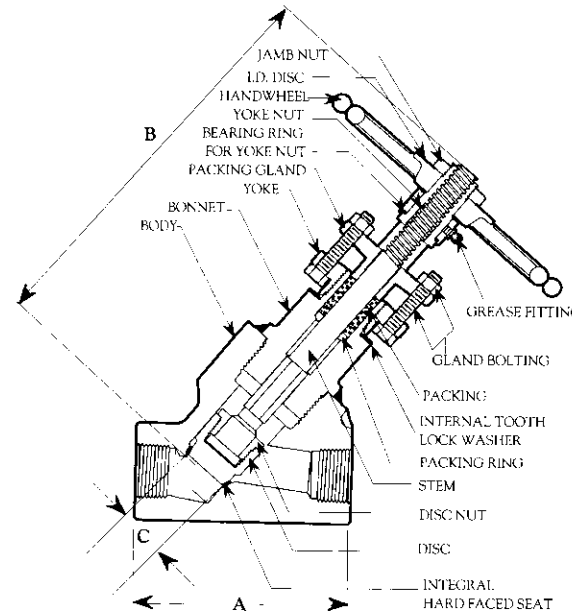 JAMB NUT
I.D. DISC
HANDWHEEL
YOKE NUT
BEARING RING
FOR YOKE NUT
PACKING GLAND
YOKE
BONNET
BODY
B
GREASE FITTING
GLAND BOLTING
PACKING
INTERNAL TOOTH
LOCK WASHER
PACKING RING
STEM
DISC NUT
DISC
INTEGRAL
HARD FACED SEAT
C
A